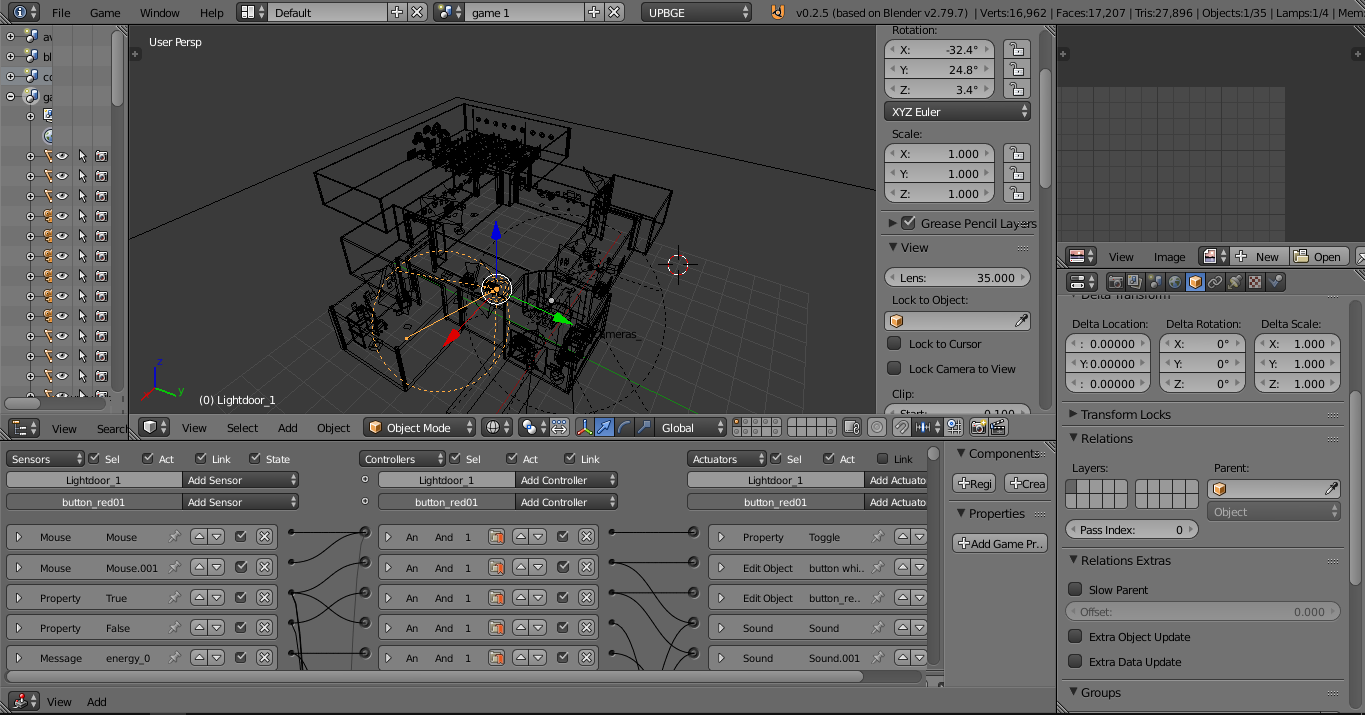 File Game Window Help Default game 1 UPBGE v0.2.5 (based on Blender v2.79.7) | Verts:16,962 | Faces:17,207 | Tris:27,896 | Objects:1/35 | Lamps:1/4 | Mem
av
bl
co
ga
User Persp
(0) Lightdoor_1
z
y
Rotation:
X: -32.4°
Y: 24.8°
Z: 3.4°
XYZ Euler
Scale:
X: 1.000
Y: 1.000
Z: 1.000
Grease Pencil Layers
View
Lens: 35.000
Lock to Object:
Lock to Cursor
Lock Camera to View
Clip:
Start: 0.100
View Search
View Select Add Object Object Mode Global
Sensors Sel Act Link State
Lightdoor_1 Add Sensor
button_red01 Add Sensor
Mouse Mouse
Mouse Mouse.001
Property True
Property False
Message energy_0
Controllers Sel Act Link
Lightdoor_1 Add Controller
button_red01 Add Controller
An And 1
An And 1
An And 1
An And 1
An And 1
Actuators Sel Act Link
Lightdoor_1 Add Actuato
button_red01 Add Actuato
Property Toggle
Edit Object button whi..
Edit Object button_re..
Sound Sound
Sound Sound.001
Components
Regi Crea
Properties
Add Game Pr..
View Add
View Image New Open
Delta Transform
Delta Location: Delta Rotation: Delta Scale:
: 0.00000 X: 0° X: 1.000
Y:0.00000 Y: 0° Y: 1.000
: 0.00000 Z: 0° Z: 1.000
Transform Locks
Relations
Layers: Parent:
Object
Pass Index: 0
Relations Extras
Slow Parent
Offset: 0.000
Extra Object Update
Extra Data Update
Groups